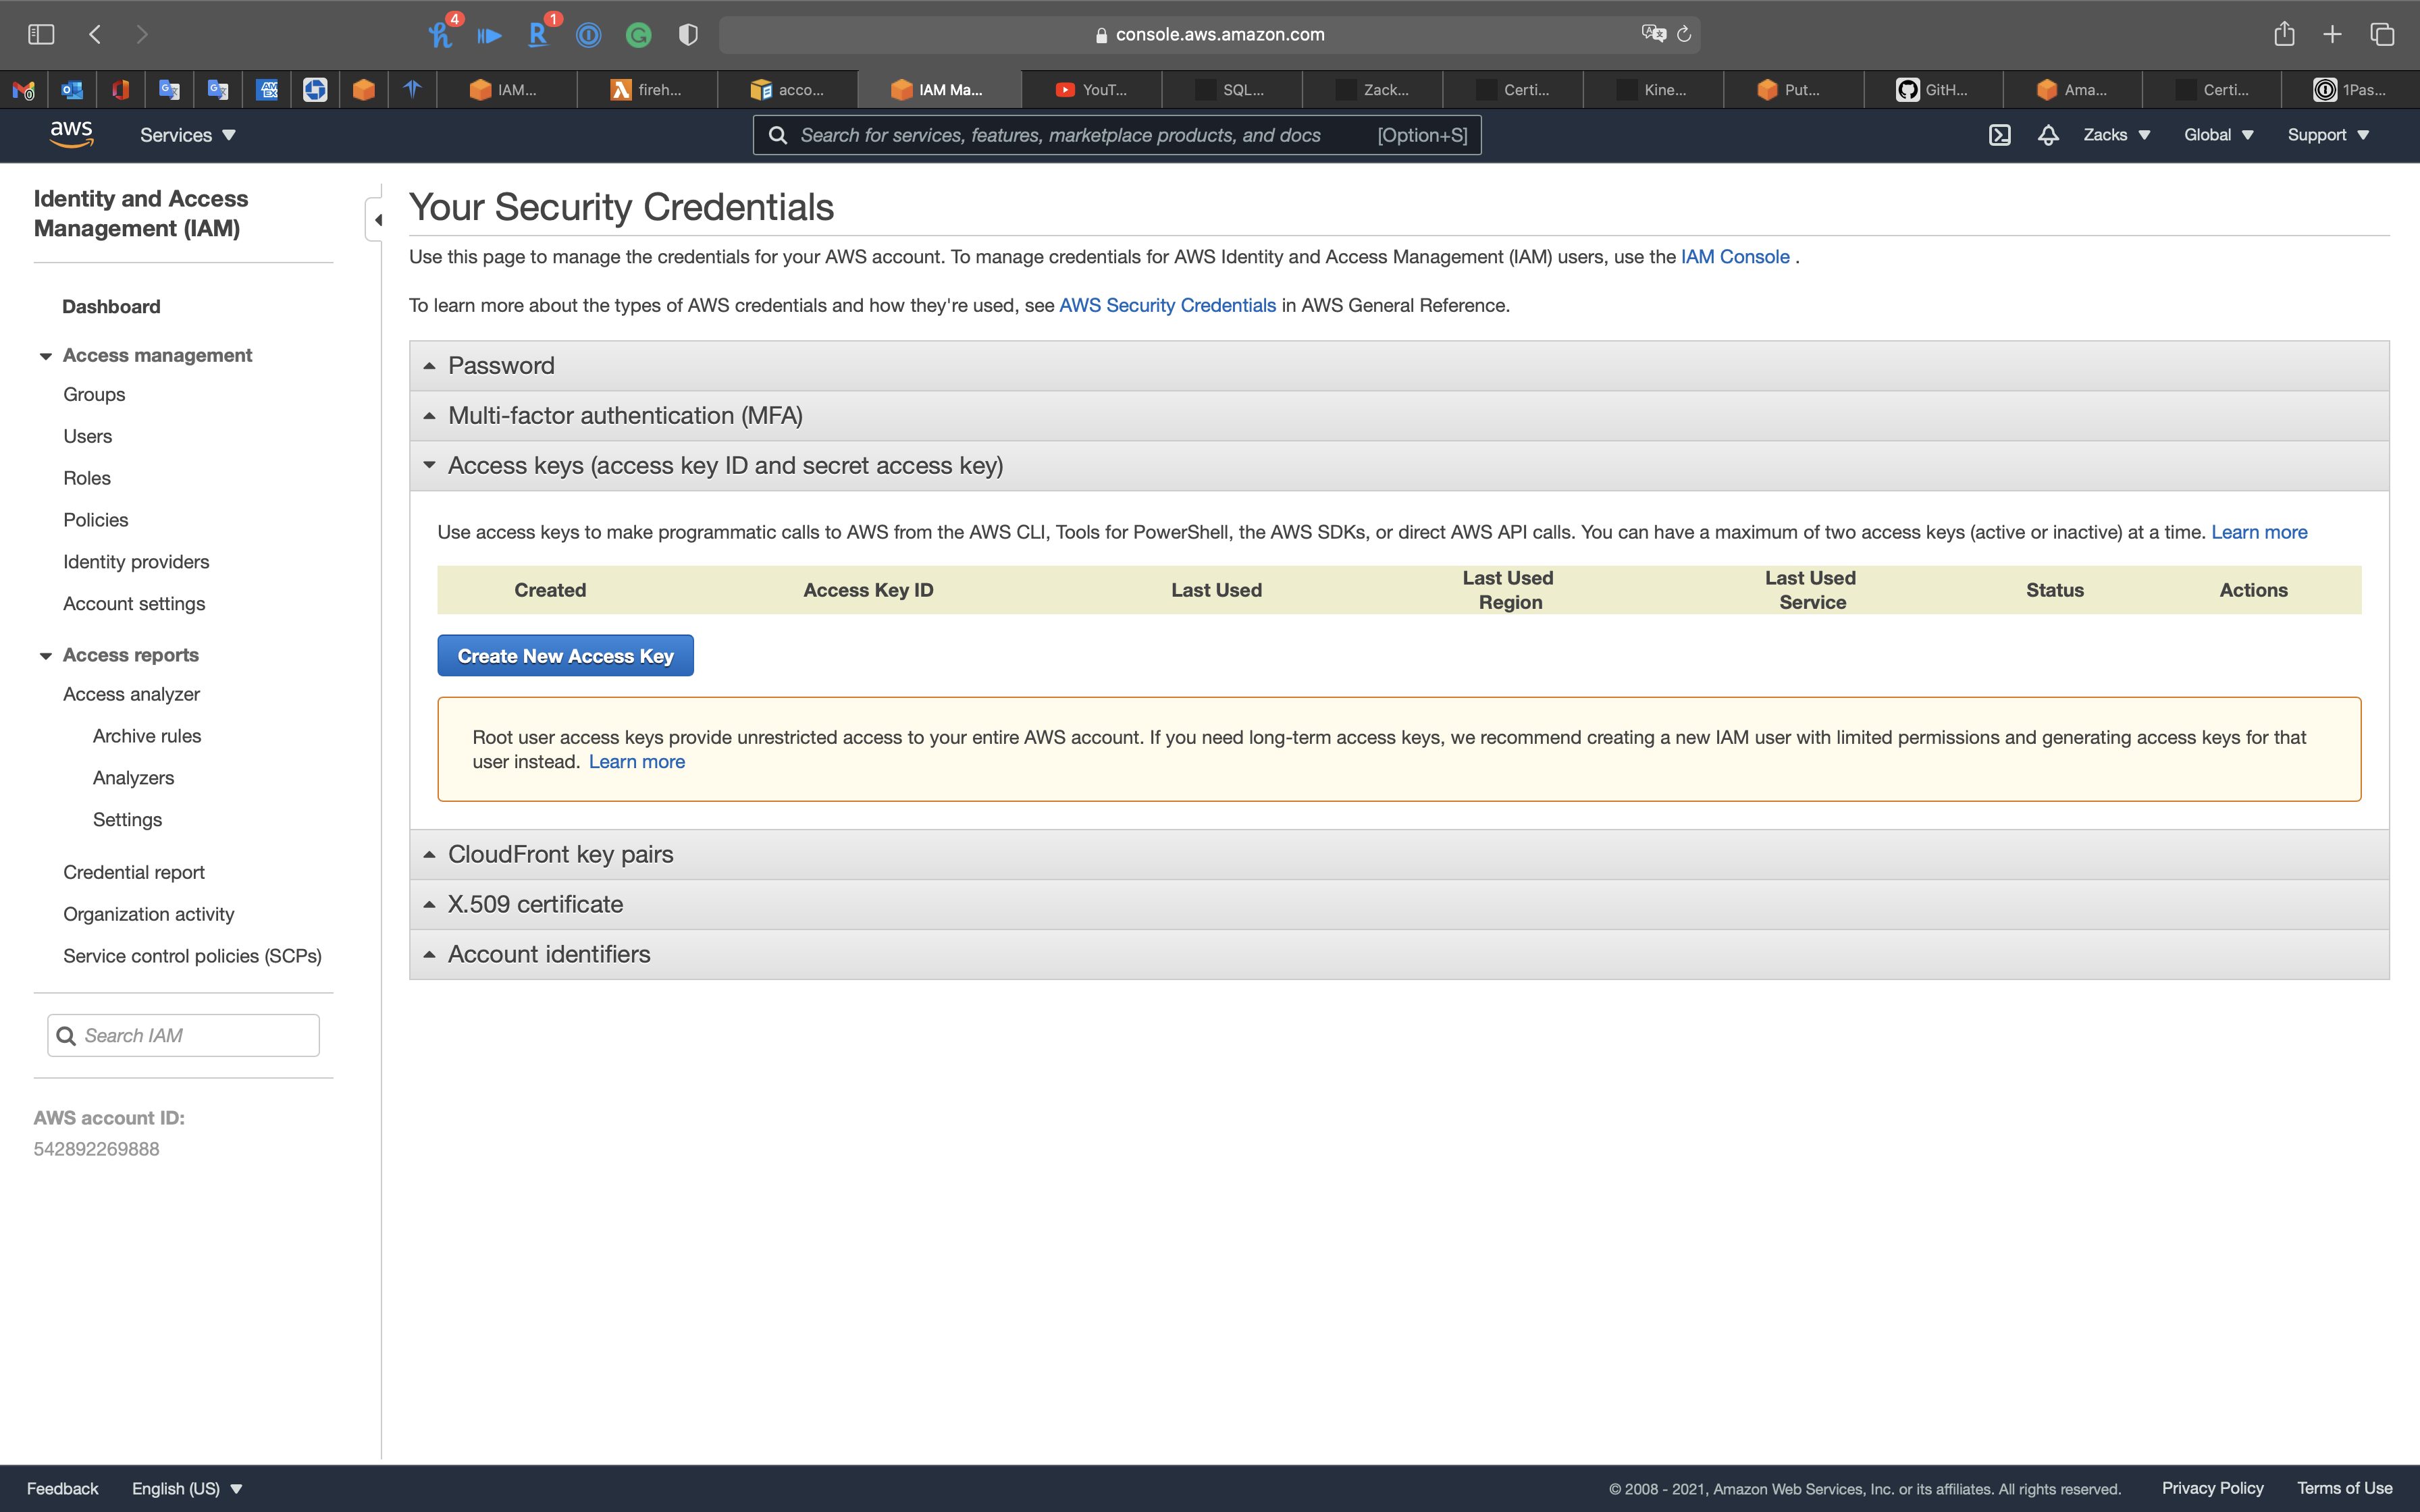 4
1
console.aws.amazon.com
IAM...
fireh...
acco...
IAM Ma...
YouT...
SQL...
Zack...
Certi...
Kine...
Put...
GitH...
Ama...
Certi...
1Pas...
aws
Services
Search for services, features, marketplace products, and docs
[Option+S]
Zacks
Global
Support
Identity and Access
Management (IAM)
Dashboard
Access management
Groups
Users
Roles
Policies
Identity providers
Account settings
Access reports
Access analyzer
Archive rules
Analyzers
Settings
Credential report
Organization activity
Service control policies (SCPs)
Search IAM
AWS account ID:
542892269888
Your Security Credentials
Use this page to manage the credentials for your AWS account. To manage credentials for AWS Identity and Access Management (IAM) users, use the IAM Console .
To learn more about the types of AWS credentials and how they're used, see AWS Security Credentials in AWS General Reference.
Password
Multi-factor authentication (MFA)
Access keys (access key ID and secret access key)
Use access keys to make programmatic calls to AWS from the AWS CLI, Tools for PowerShell, the AWS SDKs, or direct AWS API calls. You can have a maximum of two access keys (active or inactive) at a time. Learn more
Created
Access Key ID
Last Used
Last Used
Region
Last Used
Service
Status
Actions
Create New Access Key
Root user access keys provide unrestricted access to your entire AWS account. If you need long-term access keys, we recommend creating a new IAM user with limited permissions and generating access keys for that
user instead. Learn more
CloudFront key pairs
X.509 certificate
Account identifiers
Feedback
English (US)
© 2008 - 2021, Amazon Web Services, Inc. or its affiliates. All rights reserved.
Privacy Policy
Terms of Use